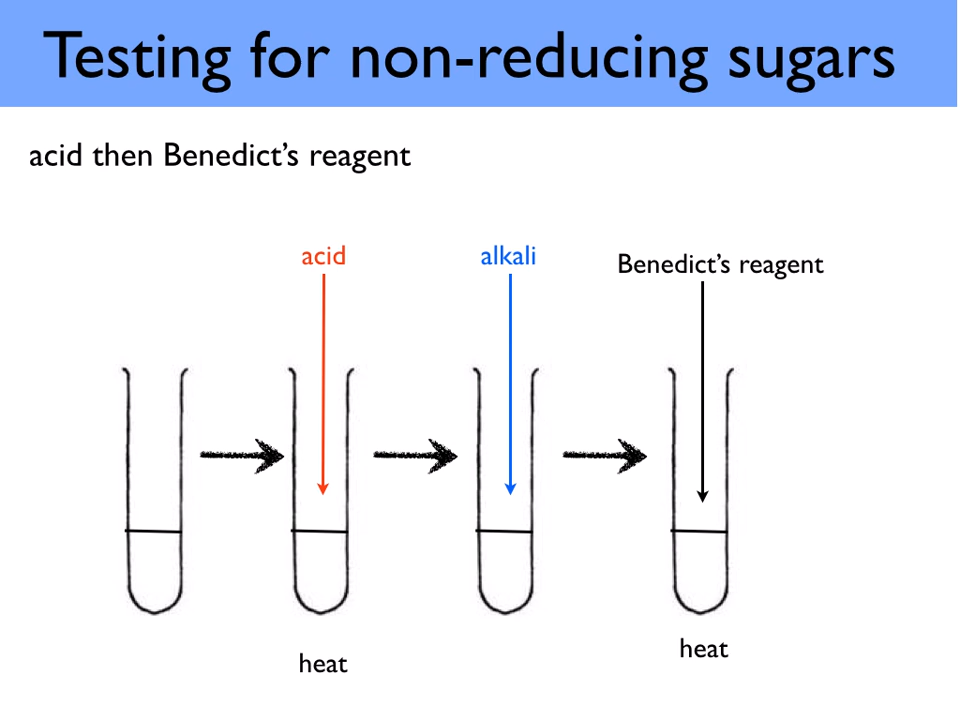 Testing for non-reducing sugars
acid then Benedict’s reagent
acid
alkali
Benedict’s reagent
heat
heat